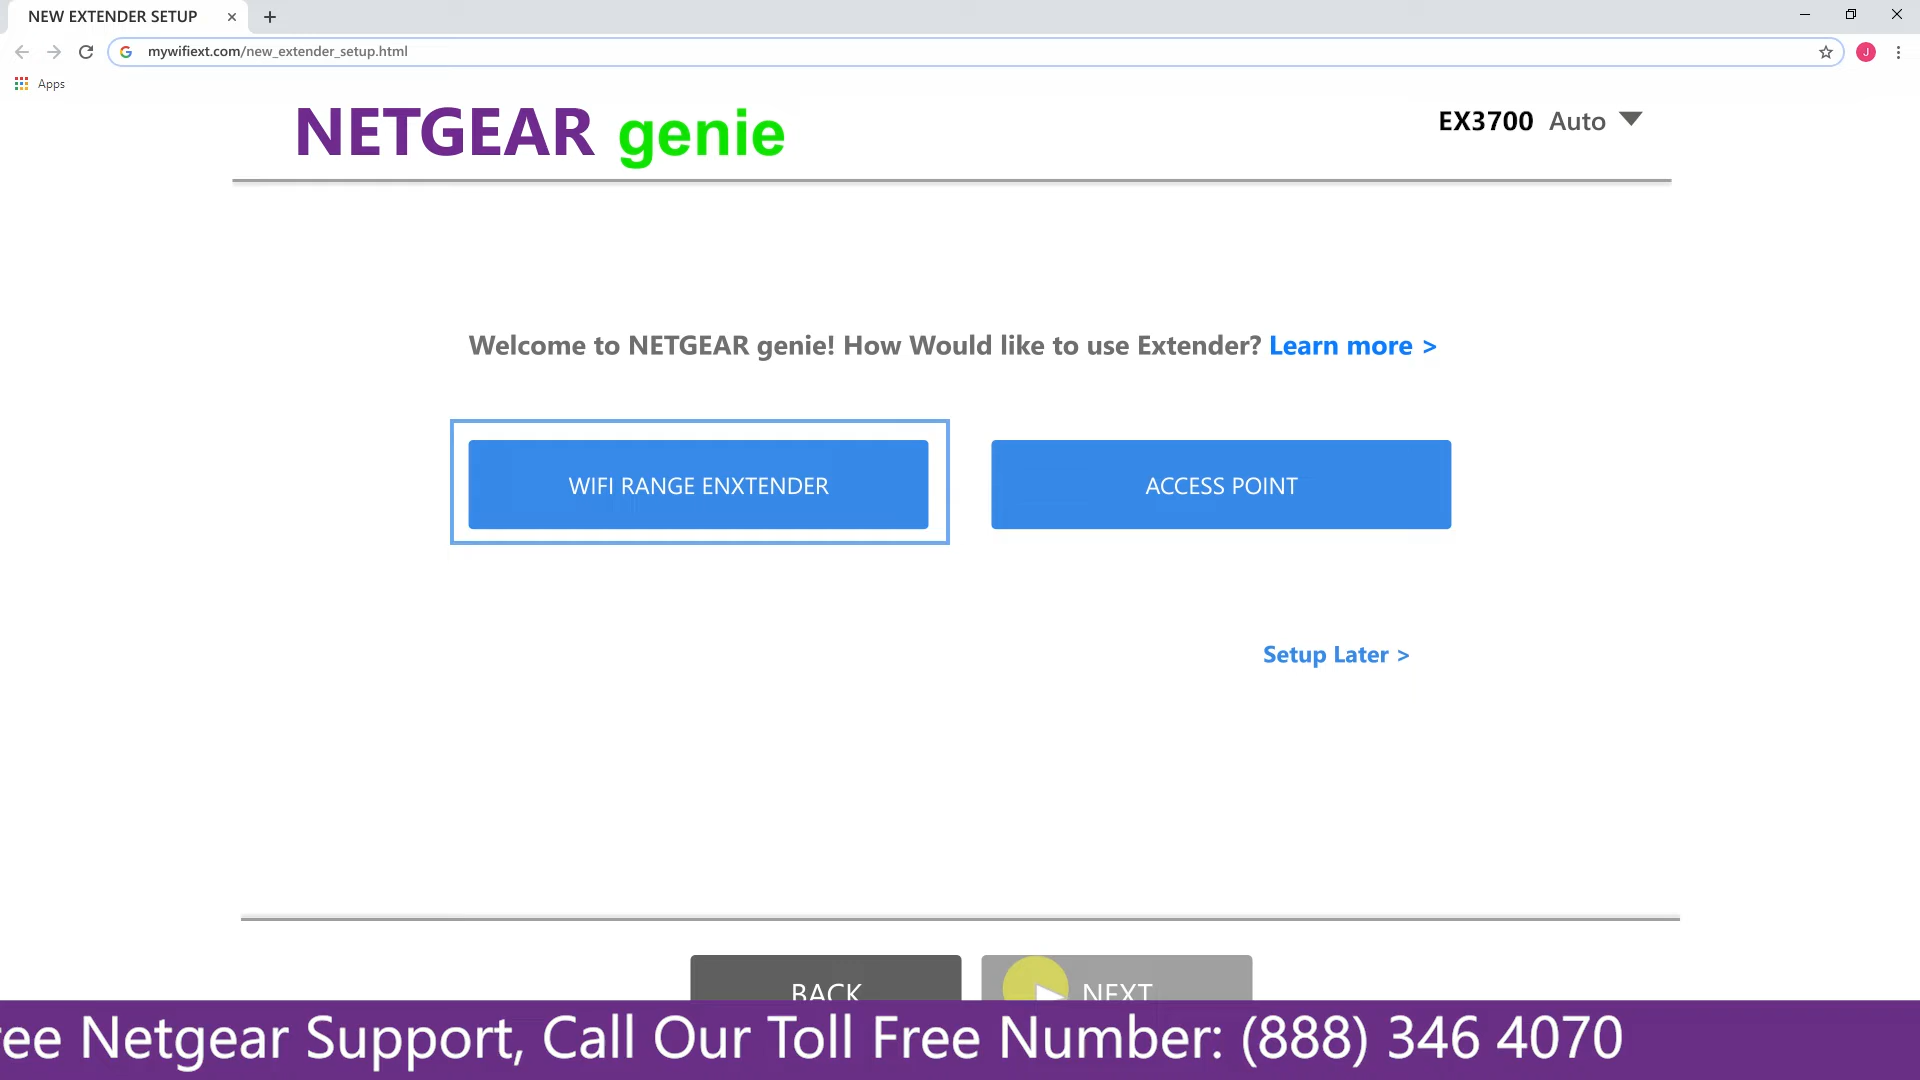 NEW EXTENDER SETUP
mywifiext.com/new_extender_setup.html
J
Apps
NETGEAR genie
EX3700 Auto
Welcome to NETGEAR genie! How Would like to use Extender? Learn more >
WIFI RANGE ENXTENDER
ACCESS POINT
Setup Later >
BACK
NEXT
ee Netgear Support, Call Our Toll Free Number: (888) 346 4070